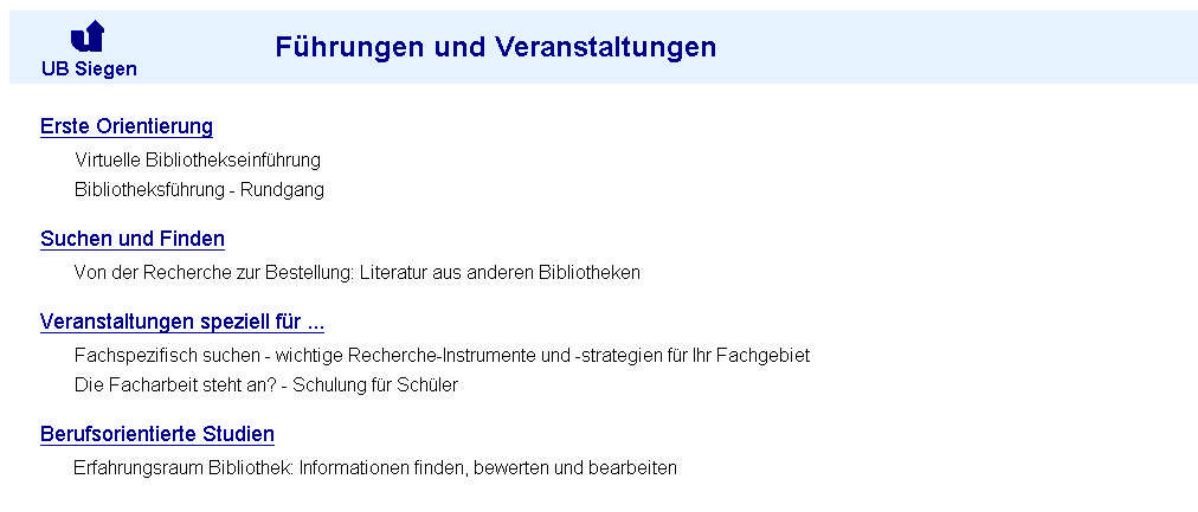 UB Siegen
Führungen und Veranstaltungen
Erste Orientierung
Virtuelle Bibliothekseinführung
Bibliotheksführung - Rundgang
Suchen und Finden
Von der Recherche zur Bestellung: Literatur aus anderen Bibliotheken
Veranstaltungen speziell für ...
Fachspezifisch suchen - wichtige Recherche-Instrumente und -strategien für Ihr Fachgebiet
Die Facharbeit steht an? - Schulung für Schüler
Berufsorientierte Studien
Erfahrungsraum Bibliothek: Informationen finden, bewerten und bearbeiten